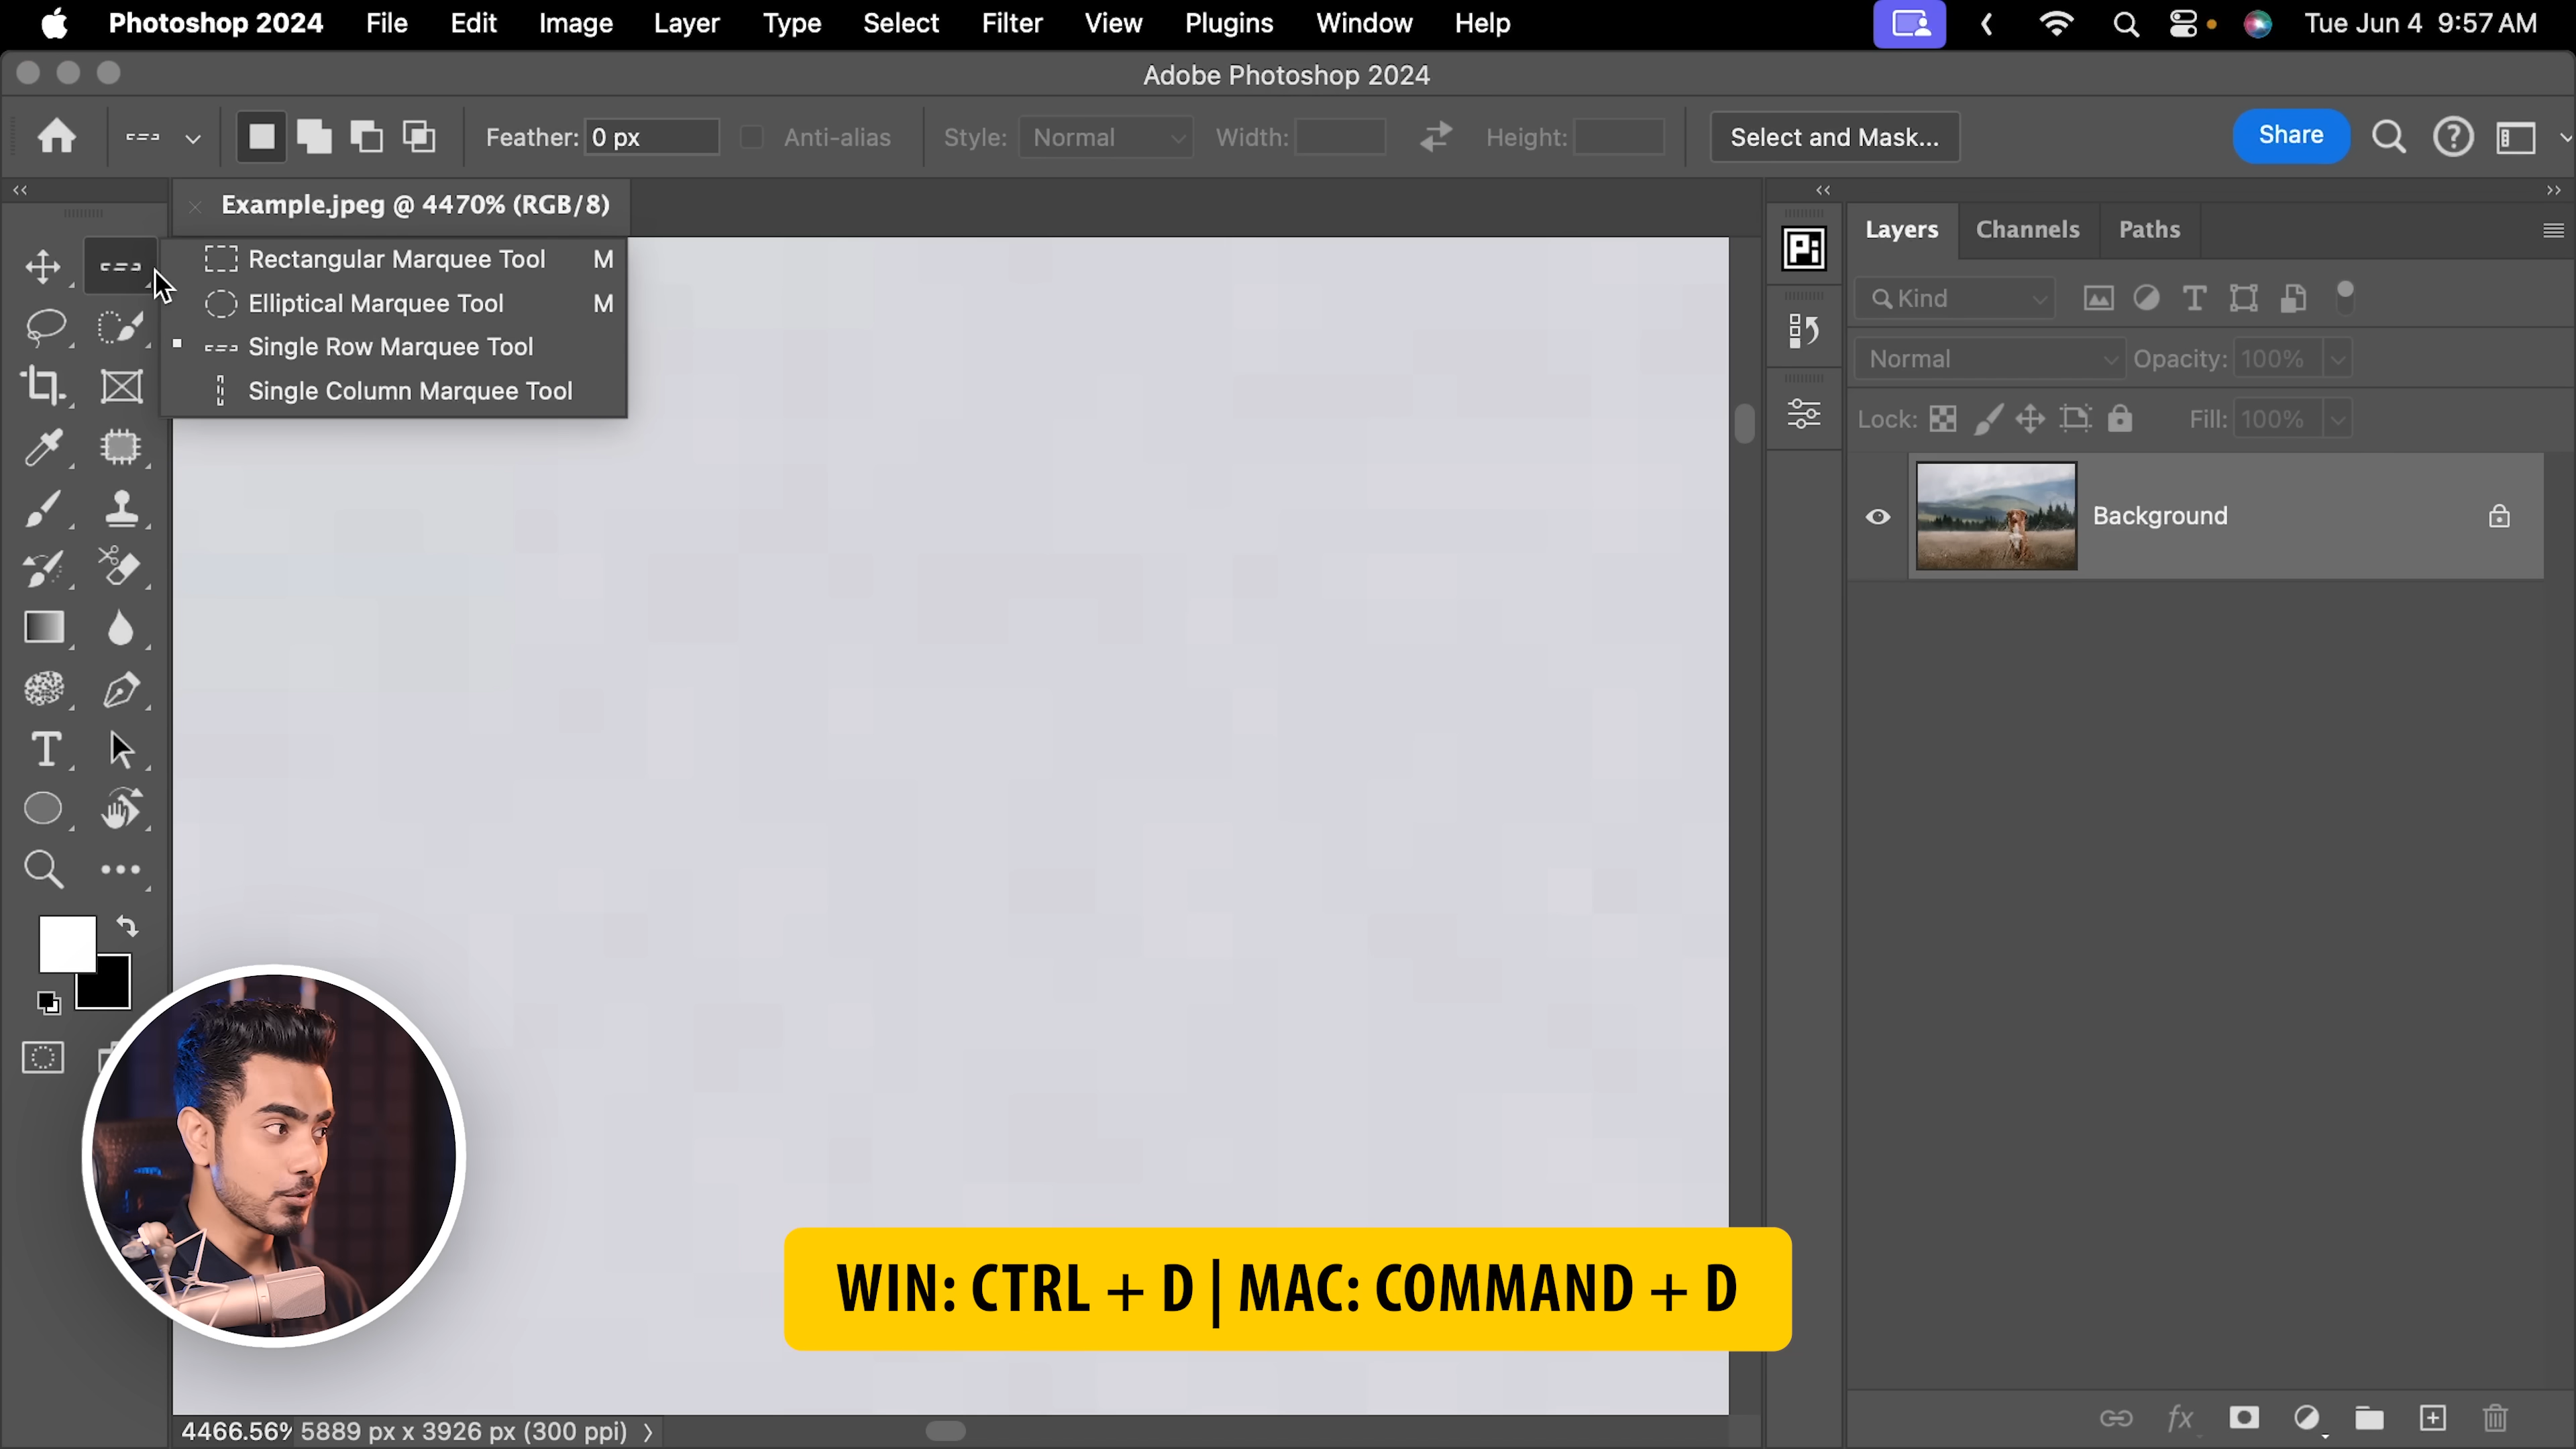 Photoshop 2024 File Edit Image Layer Type Select Filter View Plugins Window Help Tue Jun 4 9:57 AM
Adobe Photoshop 2024
Feather: 0 px Anti-alias Style: Normal Width: Height: Select and Mask... Share
Example.jpeg @ 4470% (RGB/8)
Rectangular Marquee Tool M
Elliptical Marquee Tool M
Single Row Marquee Tool
Single Column Marquee Tool
Pi
Layers Channels Paths
Kind
Normal Opacity: 100%
Lock: Fill: 100%
Background
WIN: CTRL + D | MAC: COMMAND + D
4466.56% 5889 px x 3926 px (300 ppi)
fx